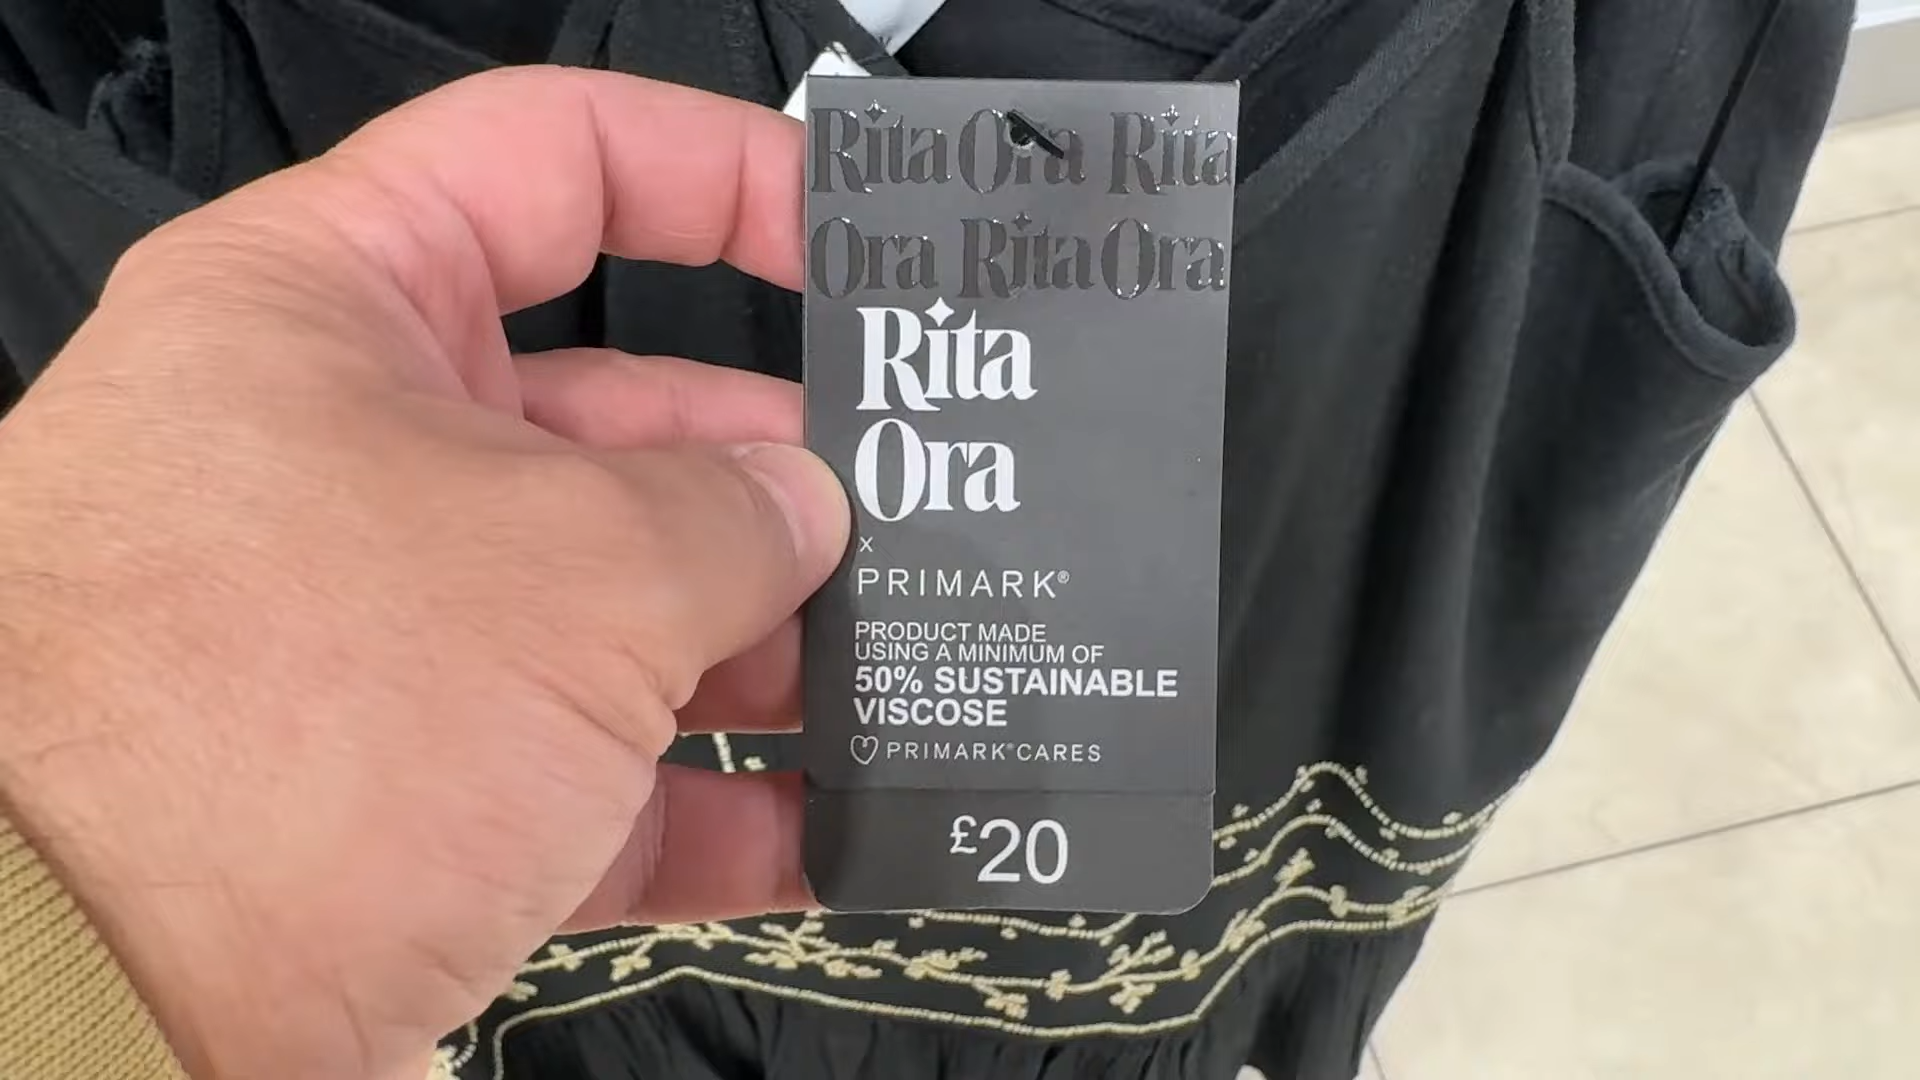 Rita Ora Rita
Ora Rita Ora
Rita
Ora
x
PRIMARK®
PRODUCT MADE
USING A MINIMUM OF
50% SUSTAINABLE
VISCOSE
PRIMARK®CARES
£20